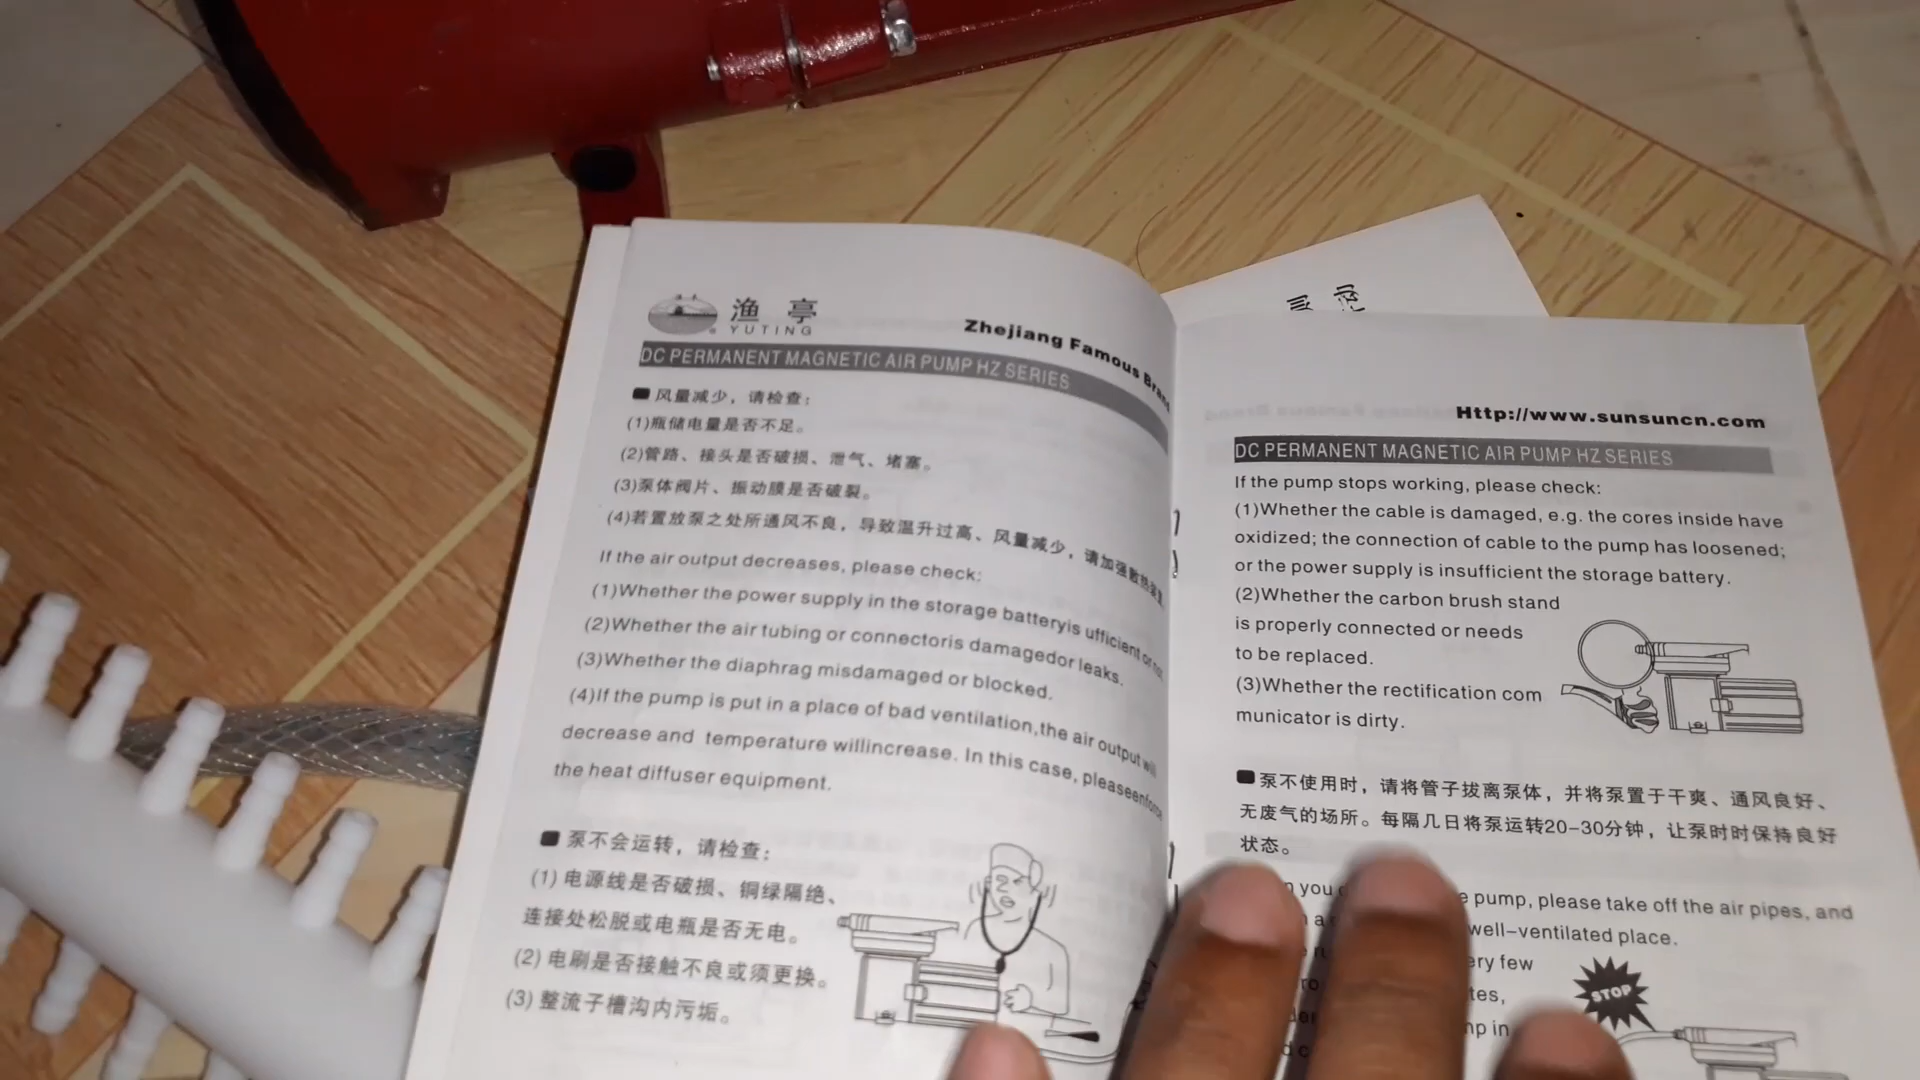 渔亭
YUTING
Zhejiang Famous Brand
DC PERMANENT MAGNETIC AIR PUMP HZ SERIES
风量减少，请检查：
(1)瓶储电量是否不足。
(2)管路、接头是否破损、泄气、堵塞。
(3)泵体阀片、振动膜是否破裂。
(4)若置放泵之处所通风不良，导致温升过高、风量减少，请加强散热装置
If the air output decreases, please check:
(1)Whether the power supply in the storage batteryis ufficient or not
(2)Whether the air tubing or connectoris damagedor leaks.
(3)Whether the diaphrag misdamaged or blocked.
(4)If the pump is put in a place of bad ventilation,the air output will
decrease and temperature willincrease. In this case, pleaseenforce
the heat diffuser equipment.
泵不会运转，请检查：
(1) 电源线是否破损、铜绿隔绝、
连接处松脱或电瓶是否无电。
(2) 电刷是否接触不良或须更换。
(3) 整流子槽沟内污垢。
Http://www.sunsuncn.com
DC PERMANENT MAGNETIC AIR PUMP HZ SERIES
If the pump stops working, please check:
(1)Whether the cable is damaged, e.g. the cores inside have
oxidized; the connection of cable to the pump has loosened;
or the power supply is insufficient the storage battery.
(2)Whether the carbon brush stand
is properly connected or needs
to be replaced.
(3)Whether the rectification com
municator is dirty.
泵不使用时，请将管子拔离泵体，并将泵置于干爽、通风良好、
无废气的场所。每隔几日将泵运转20-30分钟，让泵时时保持良好
状态。
you pump, please take off the air pipes, and
well-ventilated place.
few
in
STOP